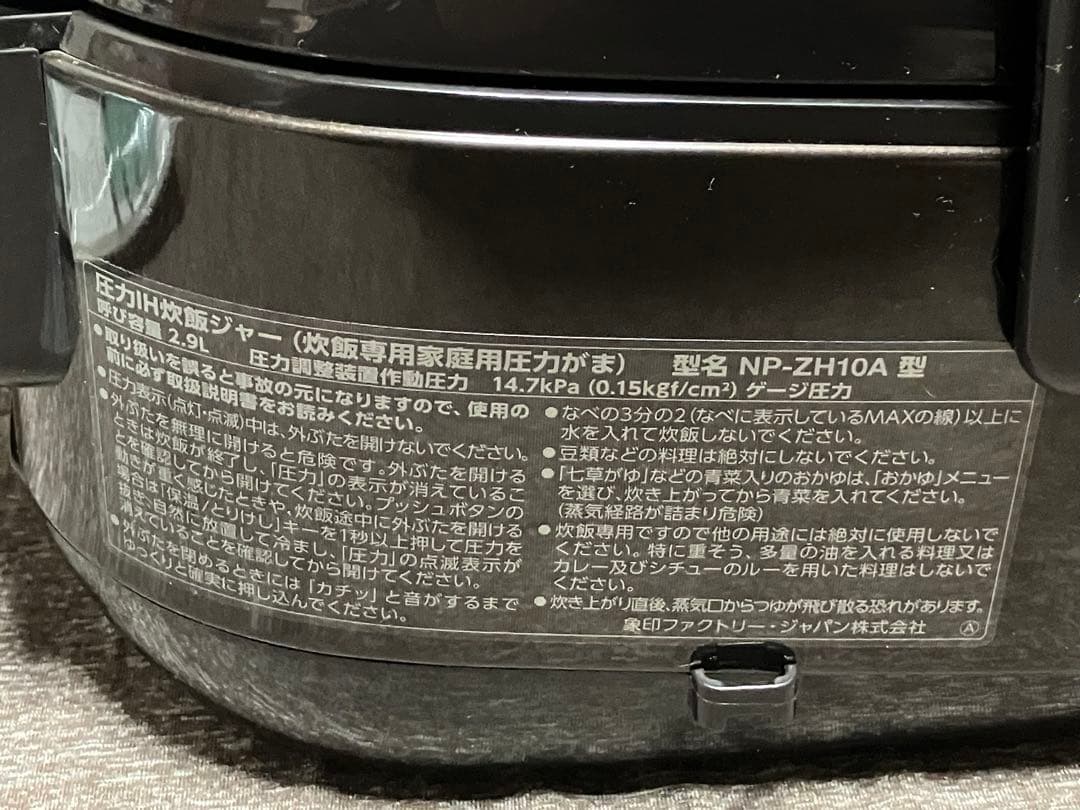 圧力IH炊飯ジャー（炊飯専用家庭用圧力がま） 型名 NP-ZH10A 型
呼び容量 2.9L 圧力調整装置作動圧力 14.7kPa (0.15kgf/cm²) ゲージ圧力
●取り扱いを誤ると事故の元になりますので、使用の
前に必ず取扱説明書をお読みください。
●圧力表示(点灯・点滅)中は、外ぶたを開けないでください。
●外ぶたを無理に開けると危険です。外ぶたを開ける
ときは炊飯が終了し、「圧力」の表示が消えているこ
とを確認してから開けてください。プッシュボタンの
動きが重く感じたときや、炊飯途中に外ぶたを開ける
場合は「保温/とりけし」キーを1秒以上押して圧力を
抜き、自然に放置して冷まし、「圧力」の点滅表示が
消えていることを確認してから開けてください。
●外ぶたを閉めるときには「カチッ」と音がするまで
ゆっくりと確実に押し込んでください。
●なべの3分の2(なべに表示しているMAXの線)以上に
水を入れて炊飯しないでください。
●豆類などの料理は絶対にしないでください。
●「七草がゆ」などの青菜入りのおかゆは、「おかゆ」メニュー
を選び、炊き上がってから青菜を入れてください。
(蒸気経路が詰まり危険)
●炊飯専用ですので他の用途には絶対に使用しないで
ください。特に重そう、多量の油を入れる料理又は
カレー及びシチューのルーを用いた料理はしないで
ください。
●炊き上がり直後、蒸気口からつゆが飛び散る恐れがあります。
象印ファクトリー・ジャパン株式会社 Ⓐ